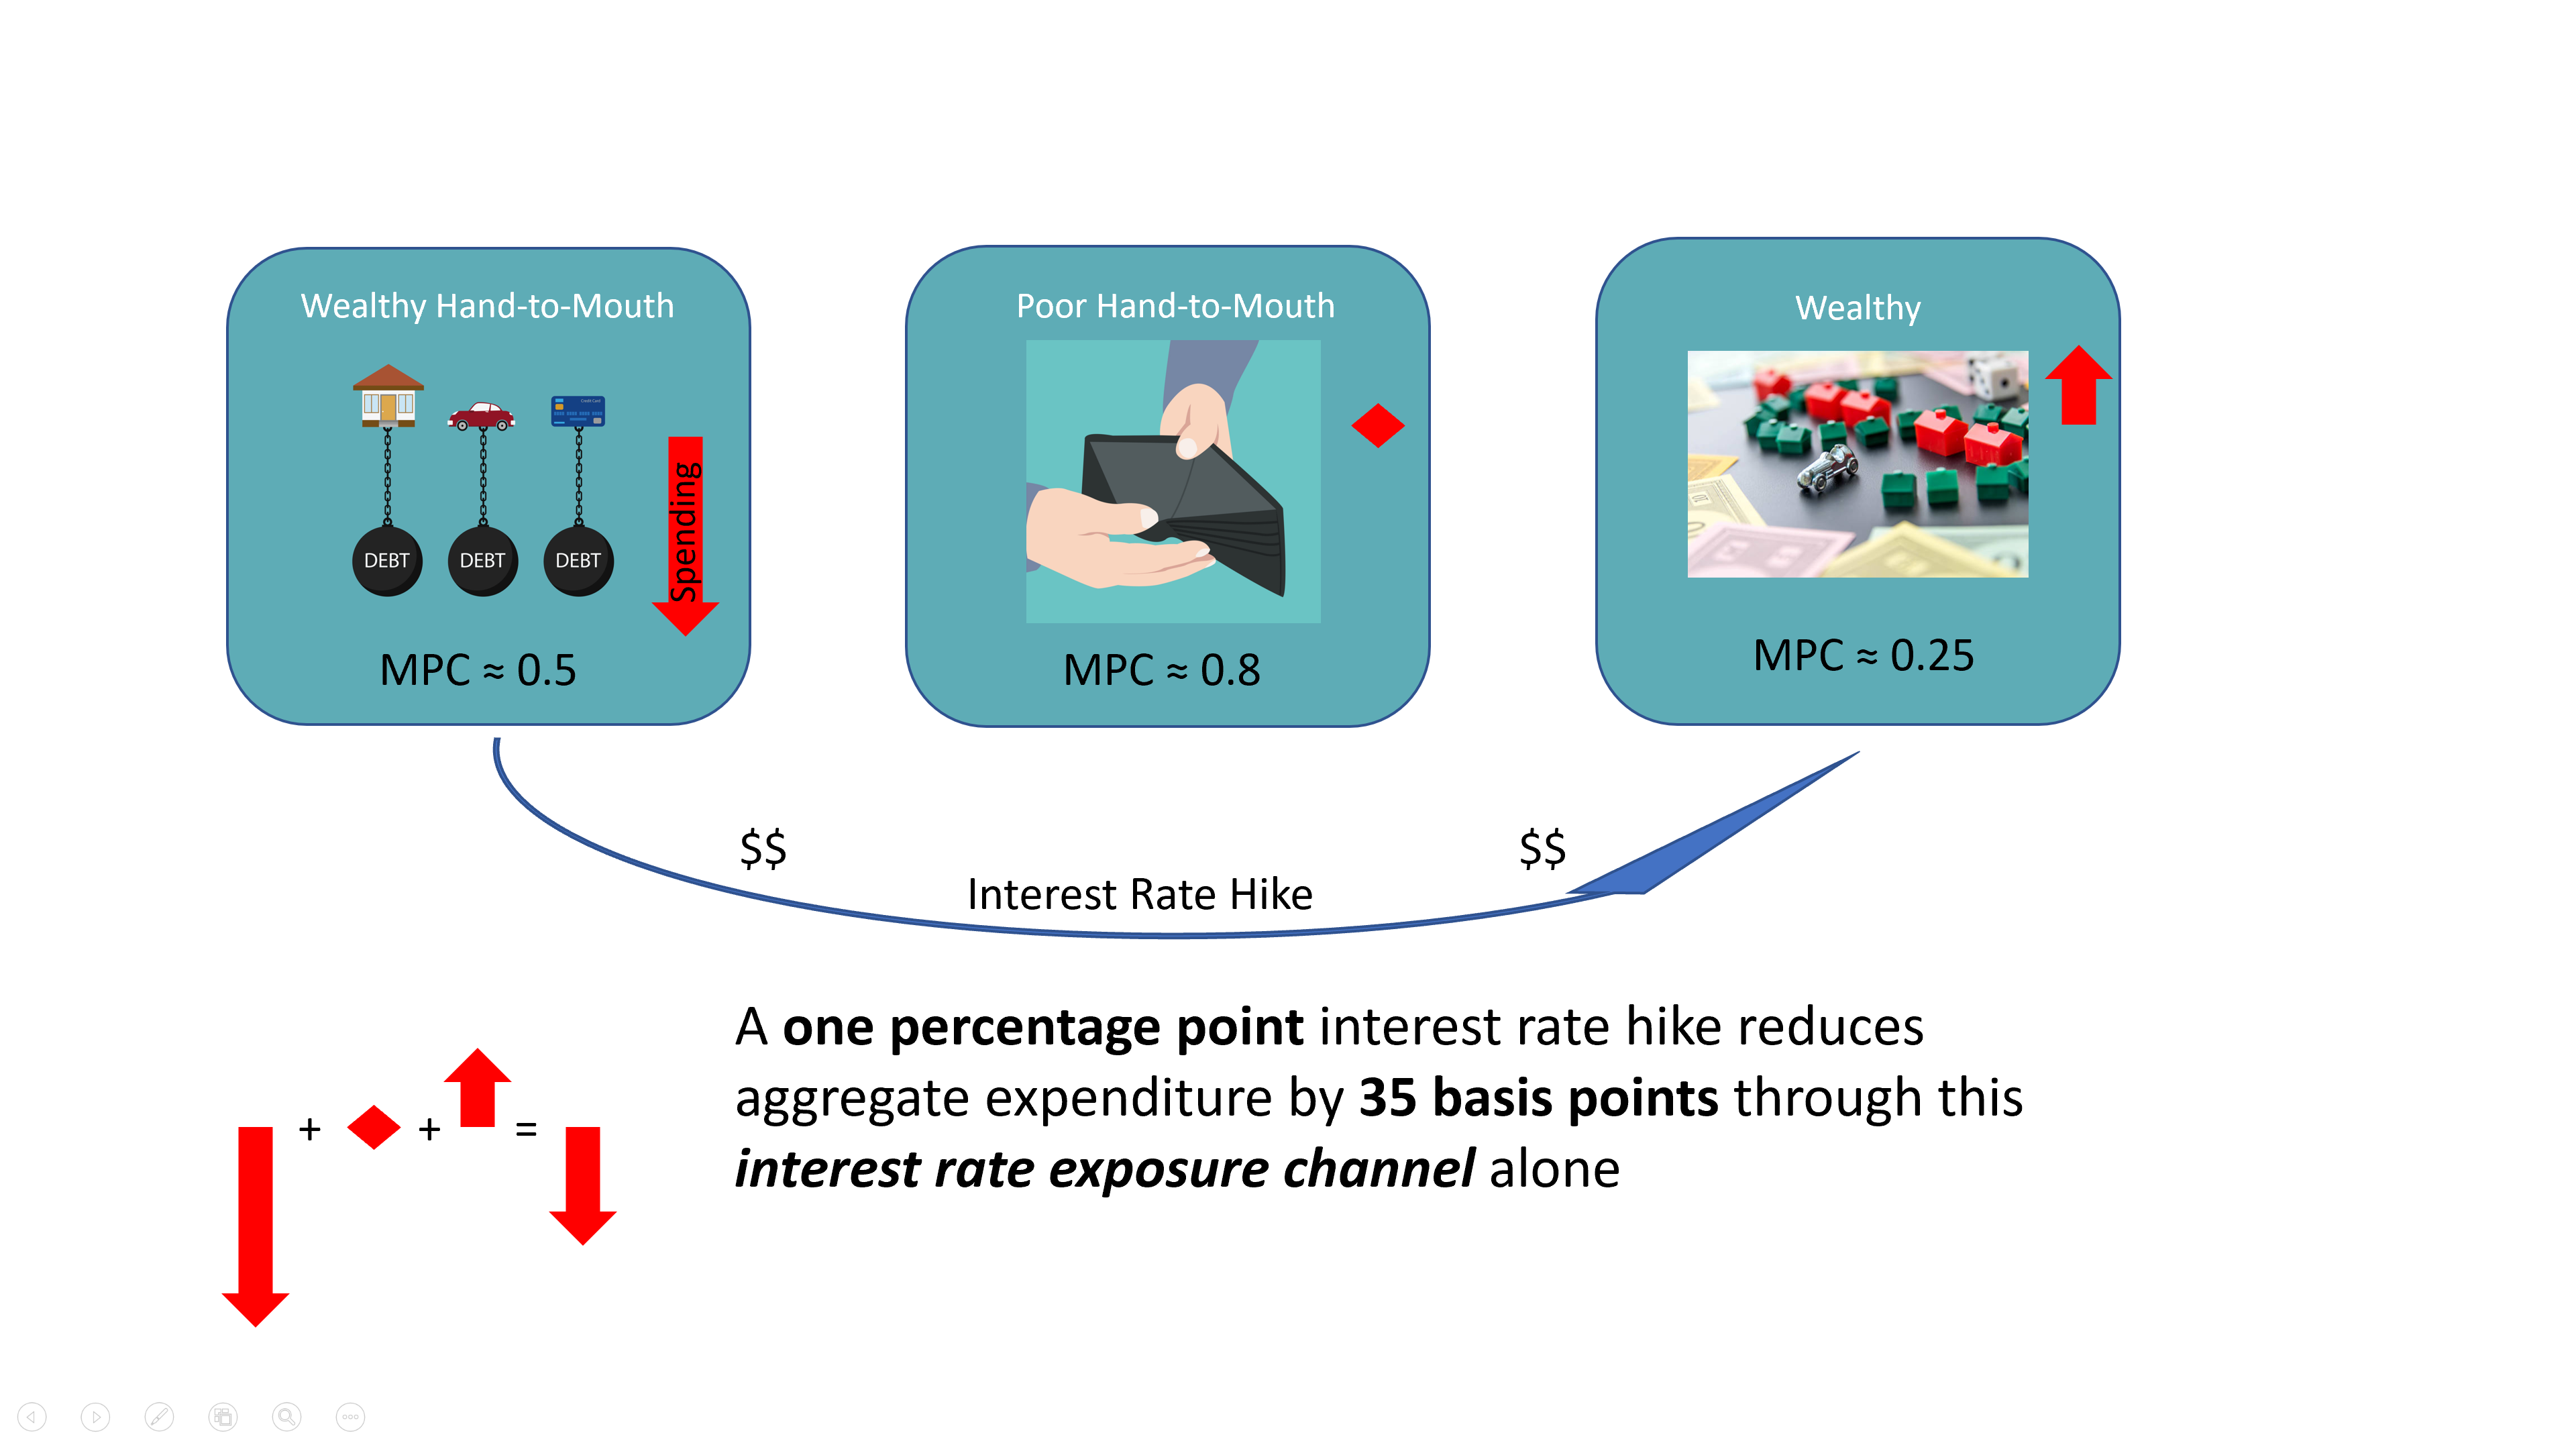 Wealthy Hand-to-Mouth
DEBT
DEBT
DEBT
Spending
MPC ≈ 0.5
Poor Hand-to-Mouth
MPC ≈ 0.8
Wealthy
MPC ≈ 0.25
$$
$$
Interest Rate Hike
+ + =
A one percentage point interest rate hike reduces
aggregate expenditure by 35 basis points through this
interest rate exposure channel alone